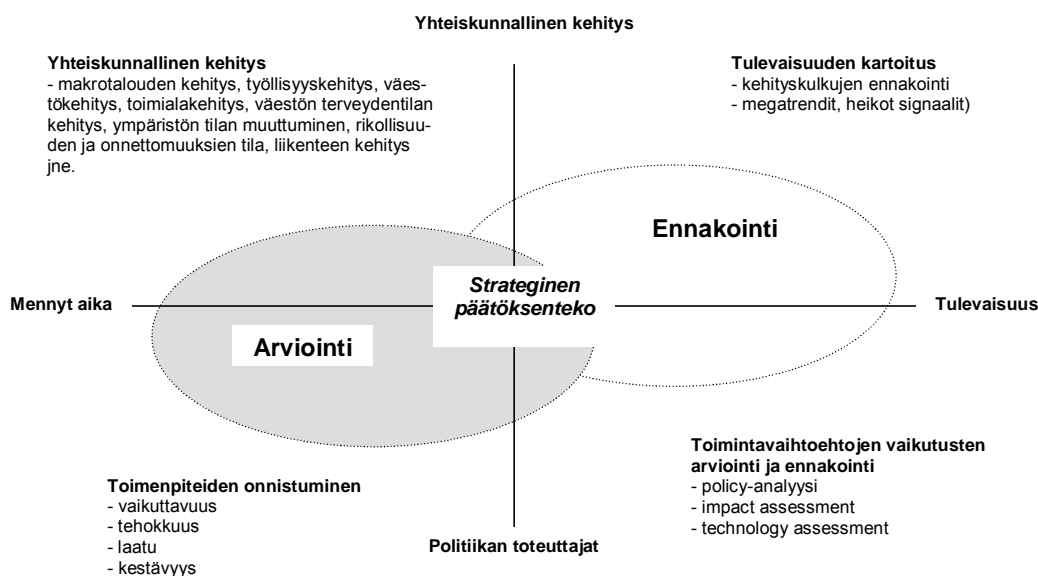 Yhteiskunnallinen kehitys
Yhteiskunnallinen kehitys
- makrotalouden kehitys, työllisyyskehitys, väes-
tökehitys, toimialakehitys, väestön terveydentilan
kehitys, ympäristön tilan muuttuminen, rikollisuu-
den ja onnettomuuksien tila, liikenteen kehitys
jne.
Tulevaisuuden kartoitus
- kehityskulkujen ennakointi
- megatrendit, heikot signaalit)
Ennakointi
Strateginen
päätöksenteko
Mennyt aika
Tulevaisuus
Arviointi
Toimenpiteiden onnistuminen
- vaikuttavuus
- tehokkuus
- laatu
- kestävyys
Politiikan toteuttajat
Toimintavaihtoehtojen vaikutusten
arviointi ja ennakointi
- policy-analyysi
- impact assessment
- technology assessment